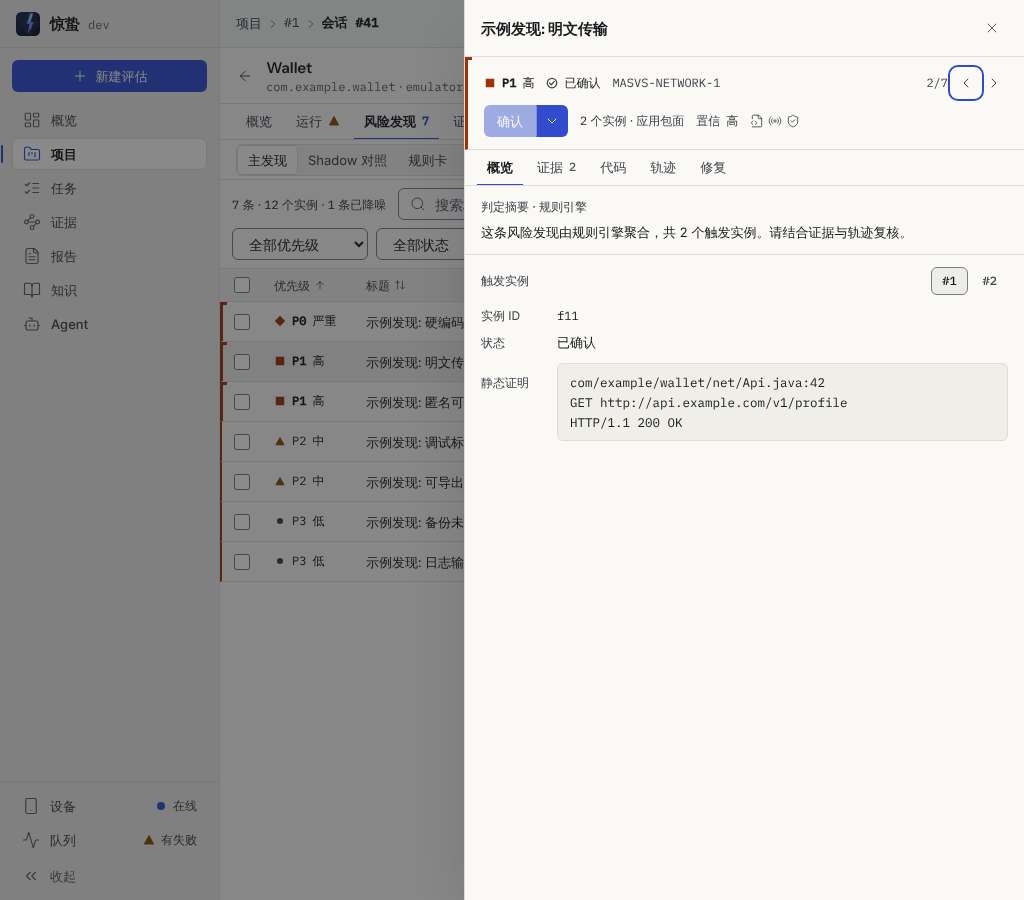 惊蛰 dev
新建评估
概览
项目
任务
证据
报告
知识
Agent
设备 在线
队列 有失败
收起
项目 #1 会话 #41
Wallet
com.example.wallet · emulator
概览 运行 风险发现 7
主发现 Shadow 对照 规则卡
7 条 · 12 个实例 · 1 条已降噪 搜索
全部优先级 全部状态
优先级 标题
P0 严重 示例发现: 硬编码
P1 高 示例发现: 明文传
P1 高 示例发现: 匿名可
P2 中 示例发现: 调试标
P2 中 示例发现: 可导出
P3 低 示例发现: 备份未
P3 低 示例发现: 日志输
示例发现: 明文传输
P1 高 已确认 MASVS-NETWORK-1 2/7
确认 2 个实例 · 应用包面 置信 高
概览 证据 2 代码 轨迹 修复
判定摘要 · 规则引擎
这条风险发现由规则引擎聚合，共 2 个触发实例。请结合证据与轨迹复核。
触发实例 #1 #2
实例 ID f11
状态 已确认
静态证明 com/example/wallet/net/Api.java:42
GET http://api.example.com/v1/profile
HTTP/1.1 200 OK